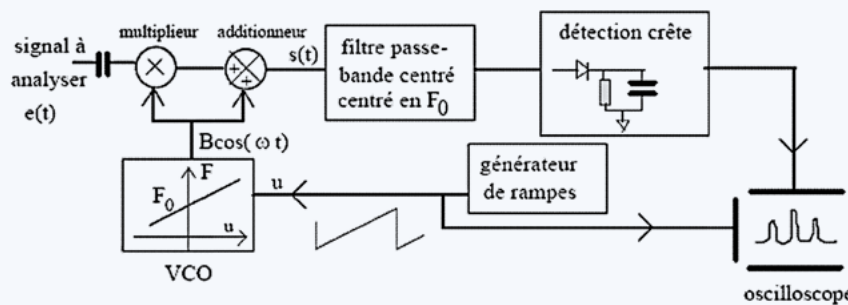 signal à
analyser
e(t)
multiplieur
additionneur
s(t)
filtre passe-
bande centré
centré en F0
détection crête
Bcos(ω t)
F
F0
u
VCO
u
générateur
de rampes
oscilloscope